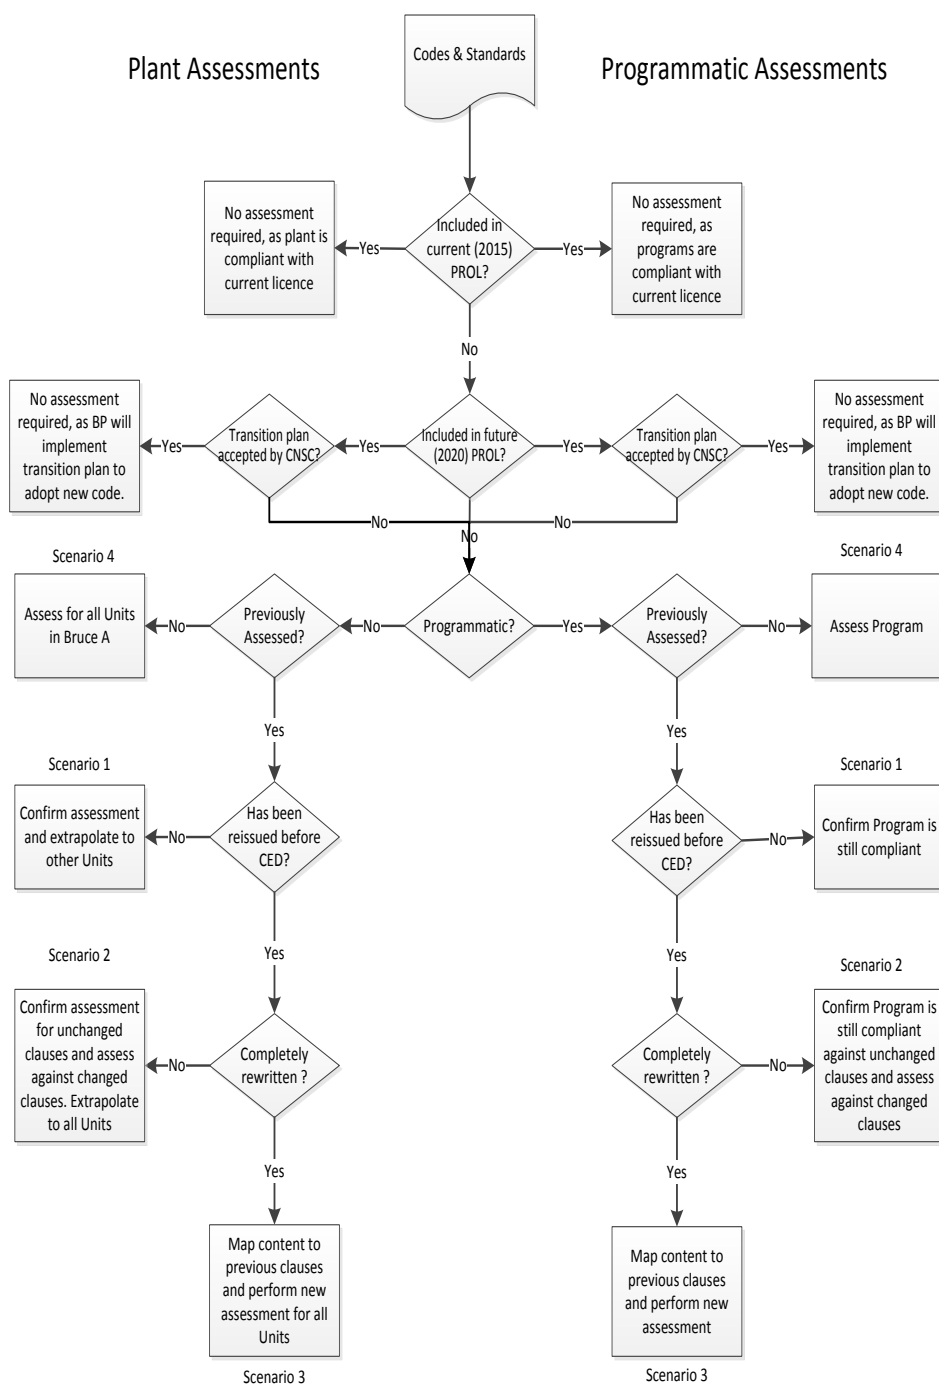 Codes & Standards
Plant Assessments
Programmatic Assessments
No assessment
required, as plant is
compliant with
current licence
Yes
Included in
current (2015)
PROL?
Yes
No assessment
required, as
programs are
compliant with
current licence
No
No assessment
required, as BP will
implement
transition plan to
adopt new code.
Yes
Transition plan
accepted by CNSC?
Yes
Included in future
(2020) PROL?
Yes
Transition plan
accepted by CNSC?
Yes
No assessment
required, as BP will
implement
transition plan to
adopt new code.
No
No
No
Scenario 4
Scenario 4
Assess for all Units
in Bruce A
No
Previously
Assessed?
No
Programmatic?
Yes
Previously
Assessed?
No
Assess Program
Yes
Yes
Scenario 1
Scenario 1
Confirm assessment
and extrapolate to
other Units
No
Has been
reissued before
CED?
Has been
reissued before
CED?
No
Confirm Program is
still compliant
Yes
Yes
Scenario 2
Scenario 2
Confirm assessment
for unchanged
clauses and assess
against changed
clauses. Extrapolate
to all Units
No
Completely
rewritten ?
Completely
rewritten ?
No
Confirm Program is
still compliant
against unchanged
clauses and assess
against changed
clauses
Yes
Yes
Map content to
previous clauses
and perform new
assessment for all
Units
Map content to
previous clauses
and perform new
assessment
Scenario 3
Scenario 3